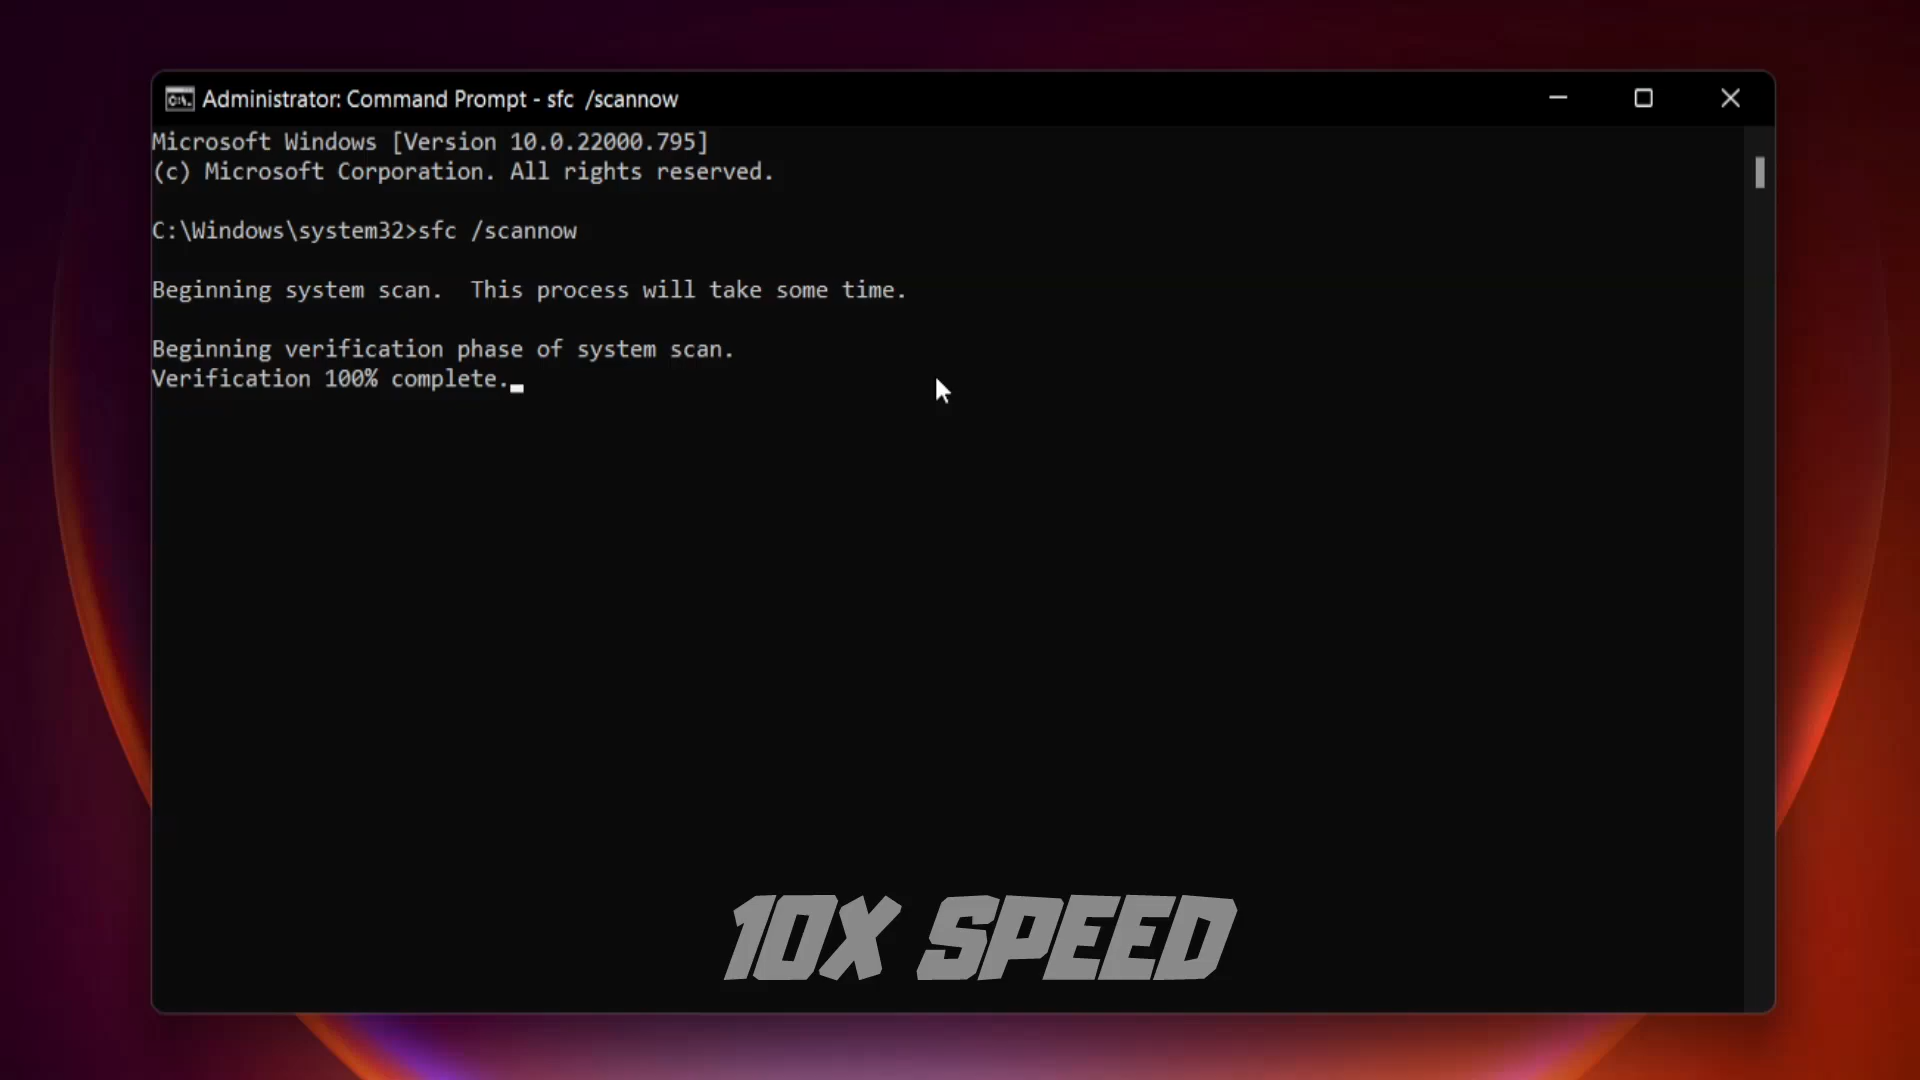 Administrator: Command Prompt - sfc  /scannow
Microsoft Windows [Version 10.0.22000.795]
(c) Microsoft Corporation. All rights reserved.
C:\Windows\system32>sfc /scannow
Beginning system scan.  This process will take some time.
Beginning verification phase of system scan.
Verification 100% complete.
10X SPEED